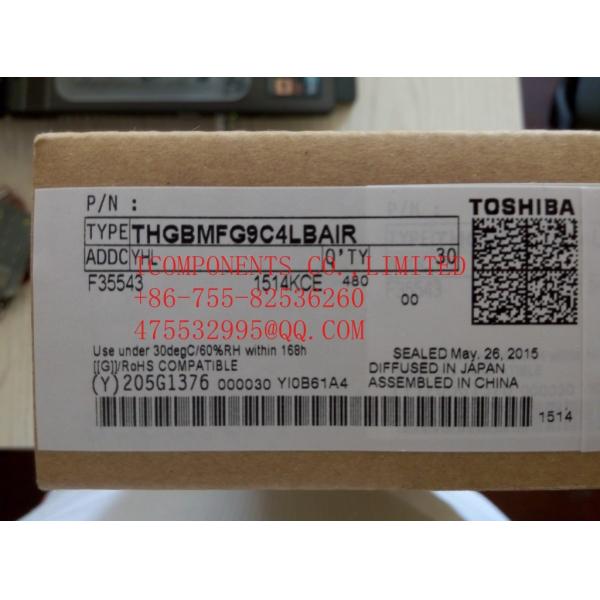 P/N :
TOSHIBA
TYPE THGBMFG9C4LBAIR
ADDC YHL Q'TY 30
ICOMPONENTS CO.,LIMITED
F35543 1514KCE 480
00
+86-755-82536260
475532995@QQ.COM
Use under 30degC/60%RH within 168h
SEALED May, 26, 2015
[[G]]/RoHS COMPATIBLE
DIFFUSED IN JAPAN
(Y)205G1376 000030 YI0B61A4
ASSEMBLED IN CHINA
1514